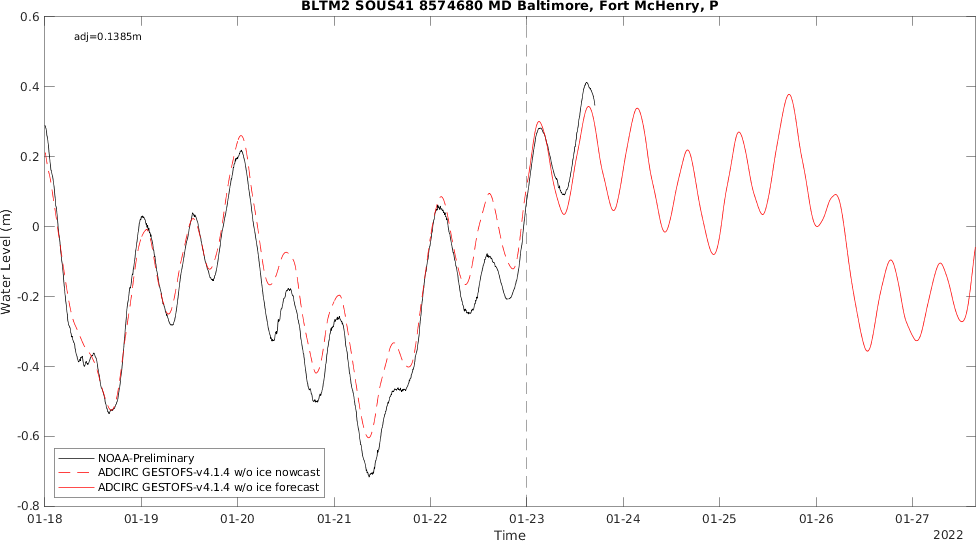 BLTM2 SOUS41 8574680 MD Baltimore, Fort McHenry, P
adj=0.1385m
0.6
0.4
0.2
0
-0.2
-0.4
-0.6
-0.8
Water Level (m)
NOAA-Preliminary
ADCIRC GESTOFS-v4.1.4 w/o ice nowcast
ADCIRC GESTOFS-v4.1.4 w/o ice forecast
01-18 01-19 01-20 01-21 01-22 01-23 01-24 01-25 01-26 01-27
Time
2022